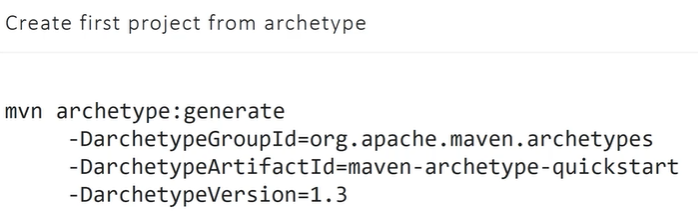 Create first project from archetype
mvn archetype:generate
-DarchetypeGroupId=org.apache.maven.archetypes
-DarchetypeArtifactId=maven-archetype-quickstart
-DarchetypeVersion=1.3